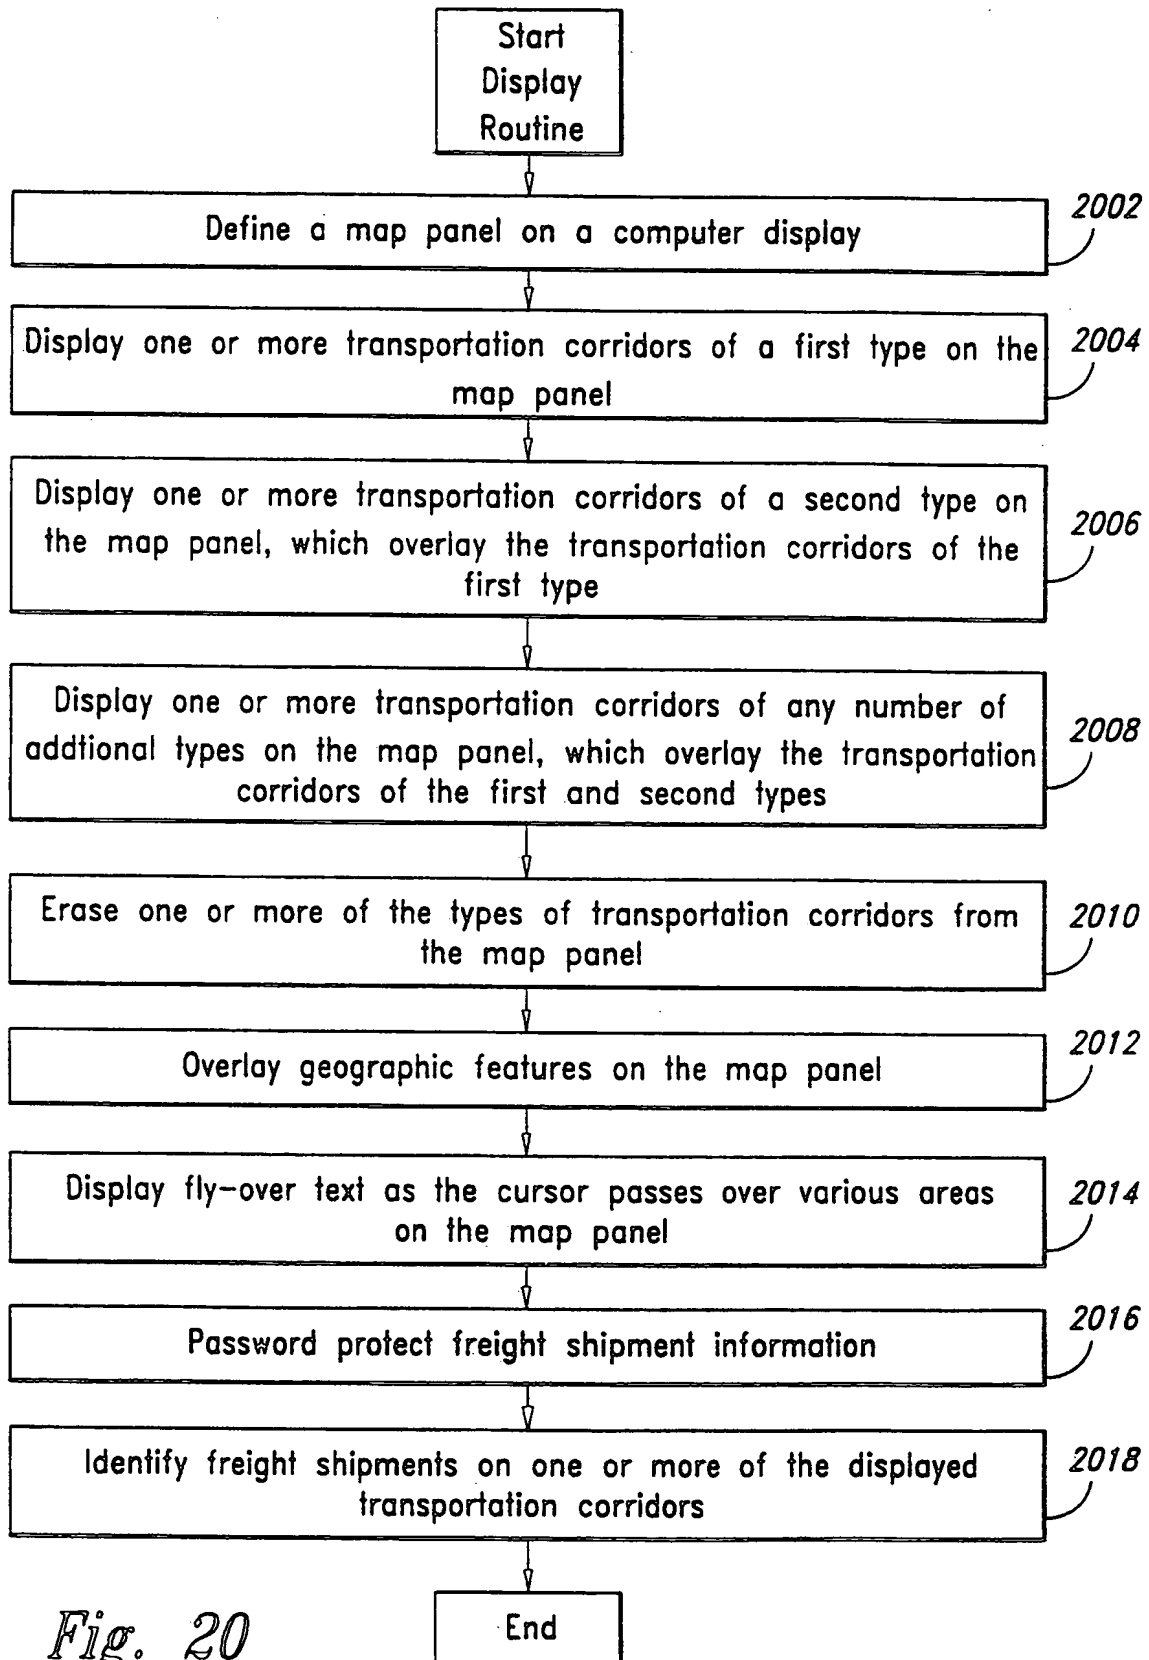 Start
Display
Routine
Define a map panel on a computer display
2002
Display one or more transportation corridors of a first type on the
map panel
2004
Display one or more transportation corridors of a second type on
the map panel, which overlay the transportation corridors of the
first type
2006
Display one or more transportation corridors of any number of
addtional types on the map panel, which overlay the transportation
corridors of the first and second types
2008
Erase one or more of the types of transportation corridors from
the map panel
2010
Overlay geographic features on the map panel
2012
Display fly-over text as the cursor passes over various areas
on the map panel
2014
Password protect freight shipment information
2016
Identify freight shipments on one or more of the displayed
transportation corridors
2018
End
Fig. 20